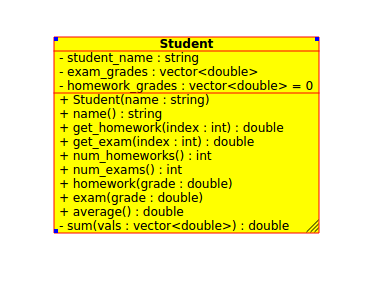 Student
- student_name : string
- exam_grades : vector<double>
- homework_grades : vector<double> = 0
+ Student(name : string)
+ name() : string
+ get_homework(index : int) : double
+ get_exam(index : int) : double
+ num_homeworks() : int
+ num_exams() : int
+ homework(grade : double)
+ exam(grade : double)
+ average() : double
- sum(vals : vector<double>) : double